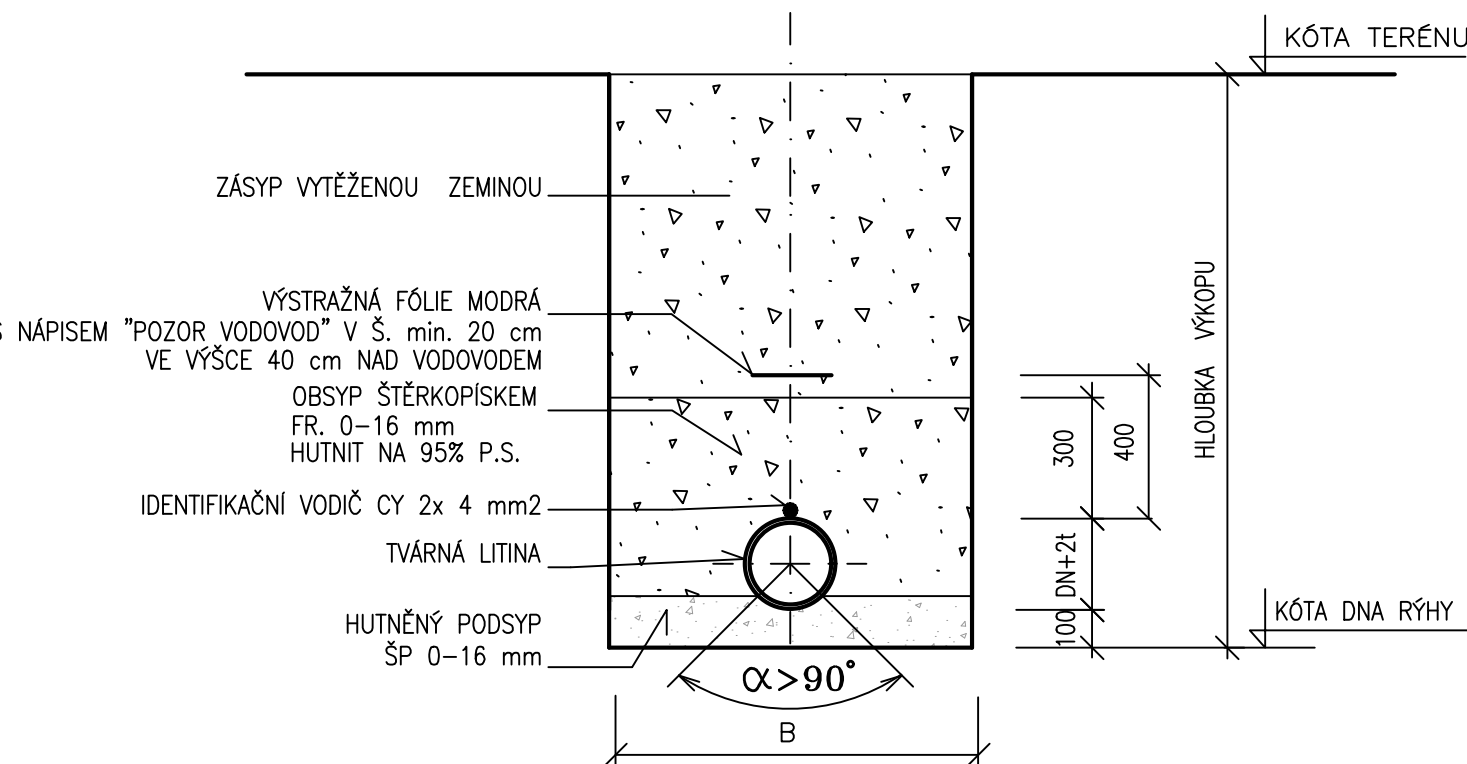 KÓTA TERÉNU
ZÁSYP VYTĚŽENOU ZEMINOU
VÝSTRAŽNÁ FÓLIE MODRÁ
S NÁPISEM "POZOR VODOVOD" V Š. min. 20 cm
VE VÝŠCE 40 cm NAD VODOVODEM
OBSYP ŠTĚRKOPÍSKEM
FR. 0-16 mm
HUTNIT NA 95% P.S.
IDENTIFIKAČNÍ VODIČ CY 2x 4 mm2
TVÁRNÁ LITINA
HUTNĚNÝ PODSYP
ŠP 0-16 mm
α>90°
B
300
400
DN+2t
100
HLOUBKA VÝKOPU
KÓTA DNA RÝHY